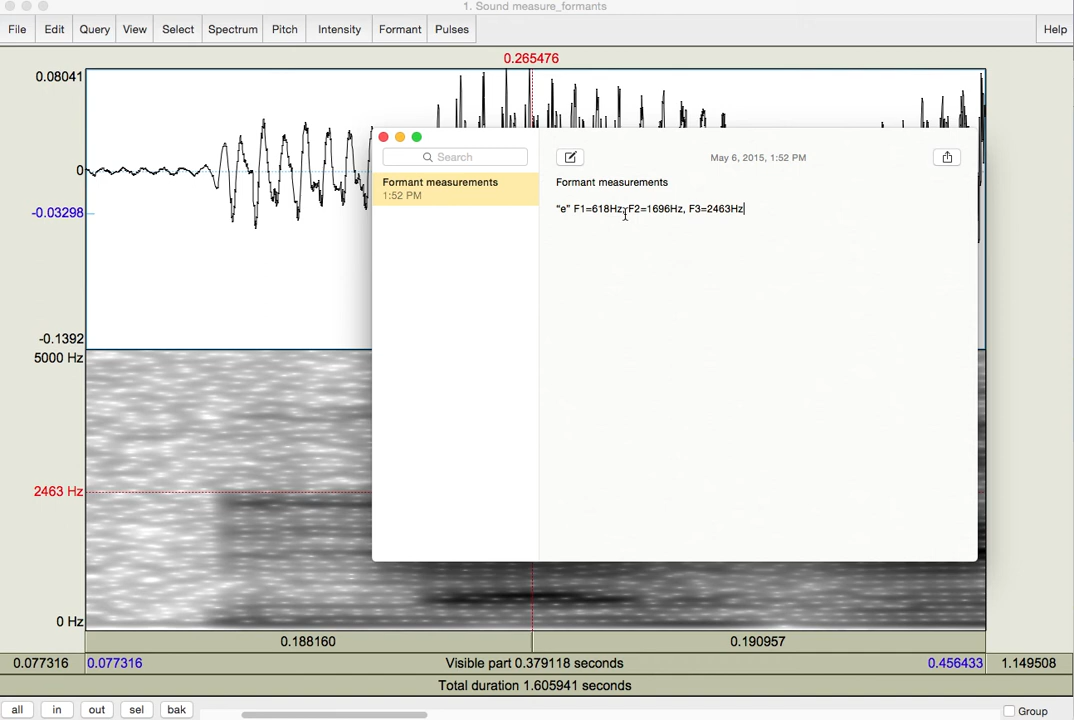 1. Sound measure_formants
File Edit Query View Select Spectrum Pitch Intensity Formant Pulses Help
0.265476
0.08041
0
-0.03298
-0.1392
5000 Hz
2463 Hz
0 Hz
Search
Formant measurements
1:52 PM
May 6, 2015, 1:52 PM
Formant measurements
“e” F1=618Hz, F2=1696Hz, F3=2463Hz
0.188160 0.190957
0.077316 0.077316 Visible part 0.379118 seconds 0.456433 1.149508
Total duration 1.605941 seconds
all in out sel bak Group